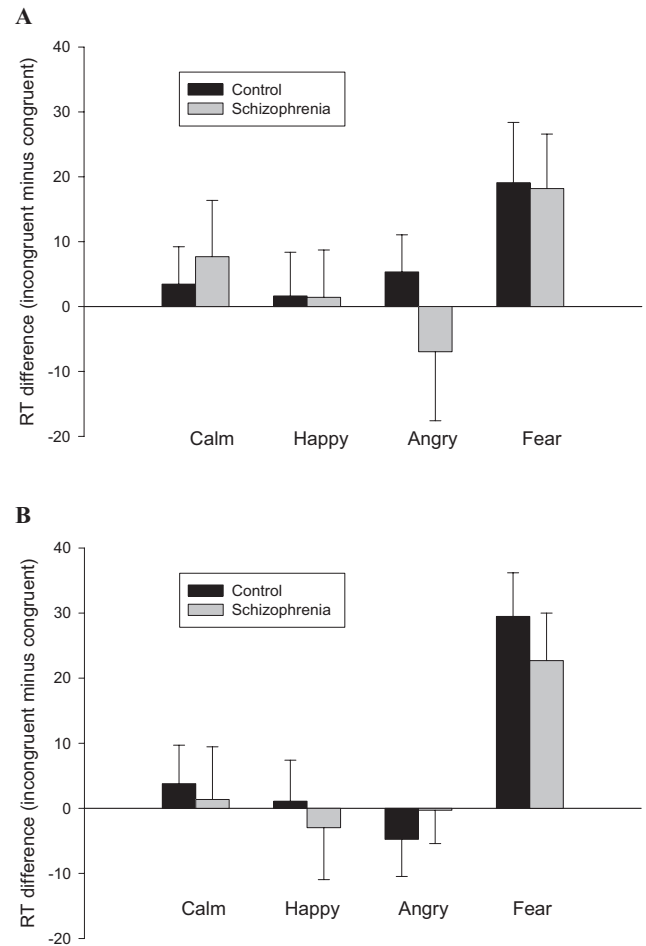 A
RT difference (incongruent minus congruent)
40
30
20
10
0
-10
-20
Control
Schizophrenia
Calm Happy Angry Fear
B
RT difference (incongruent minus congruent)
40
30
20
10
0
-10
-20
Control
Schizophrenia
Calm Happy Angry Fear